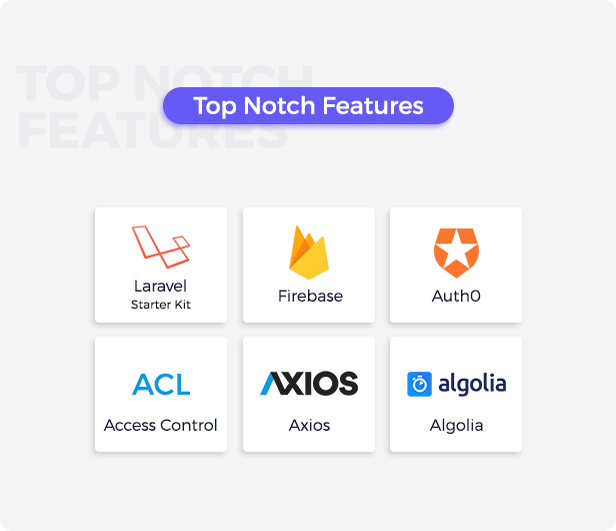 TOP NOTCH
FEATURES
Top Notch Features
Laravel
Starter Kit
Firebase
Auth0
ACL
Access Control
AXIOS
Axios
algolia
Algolia